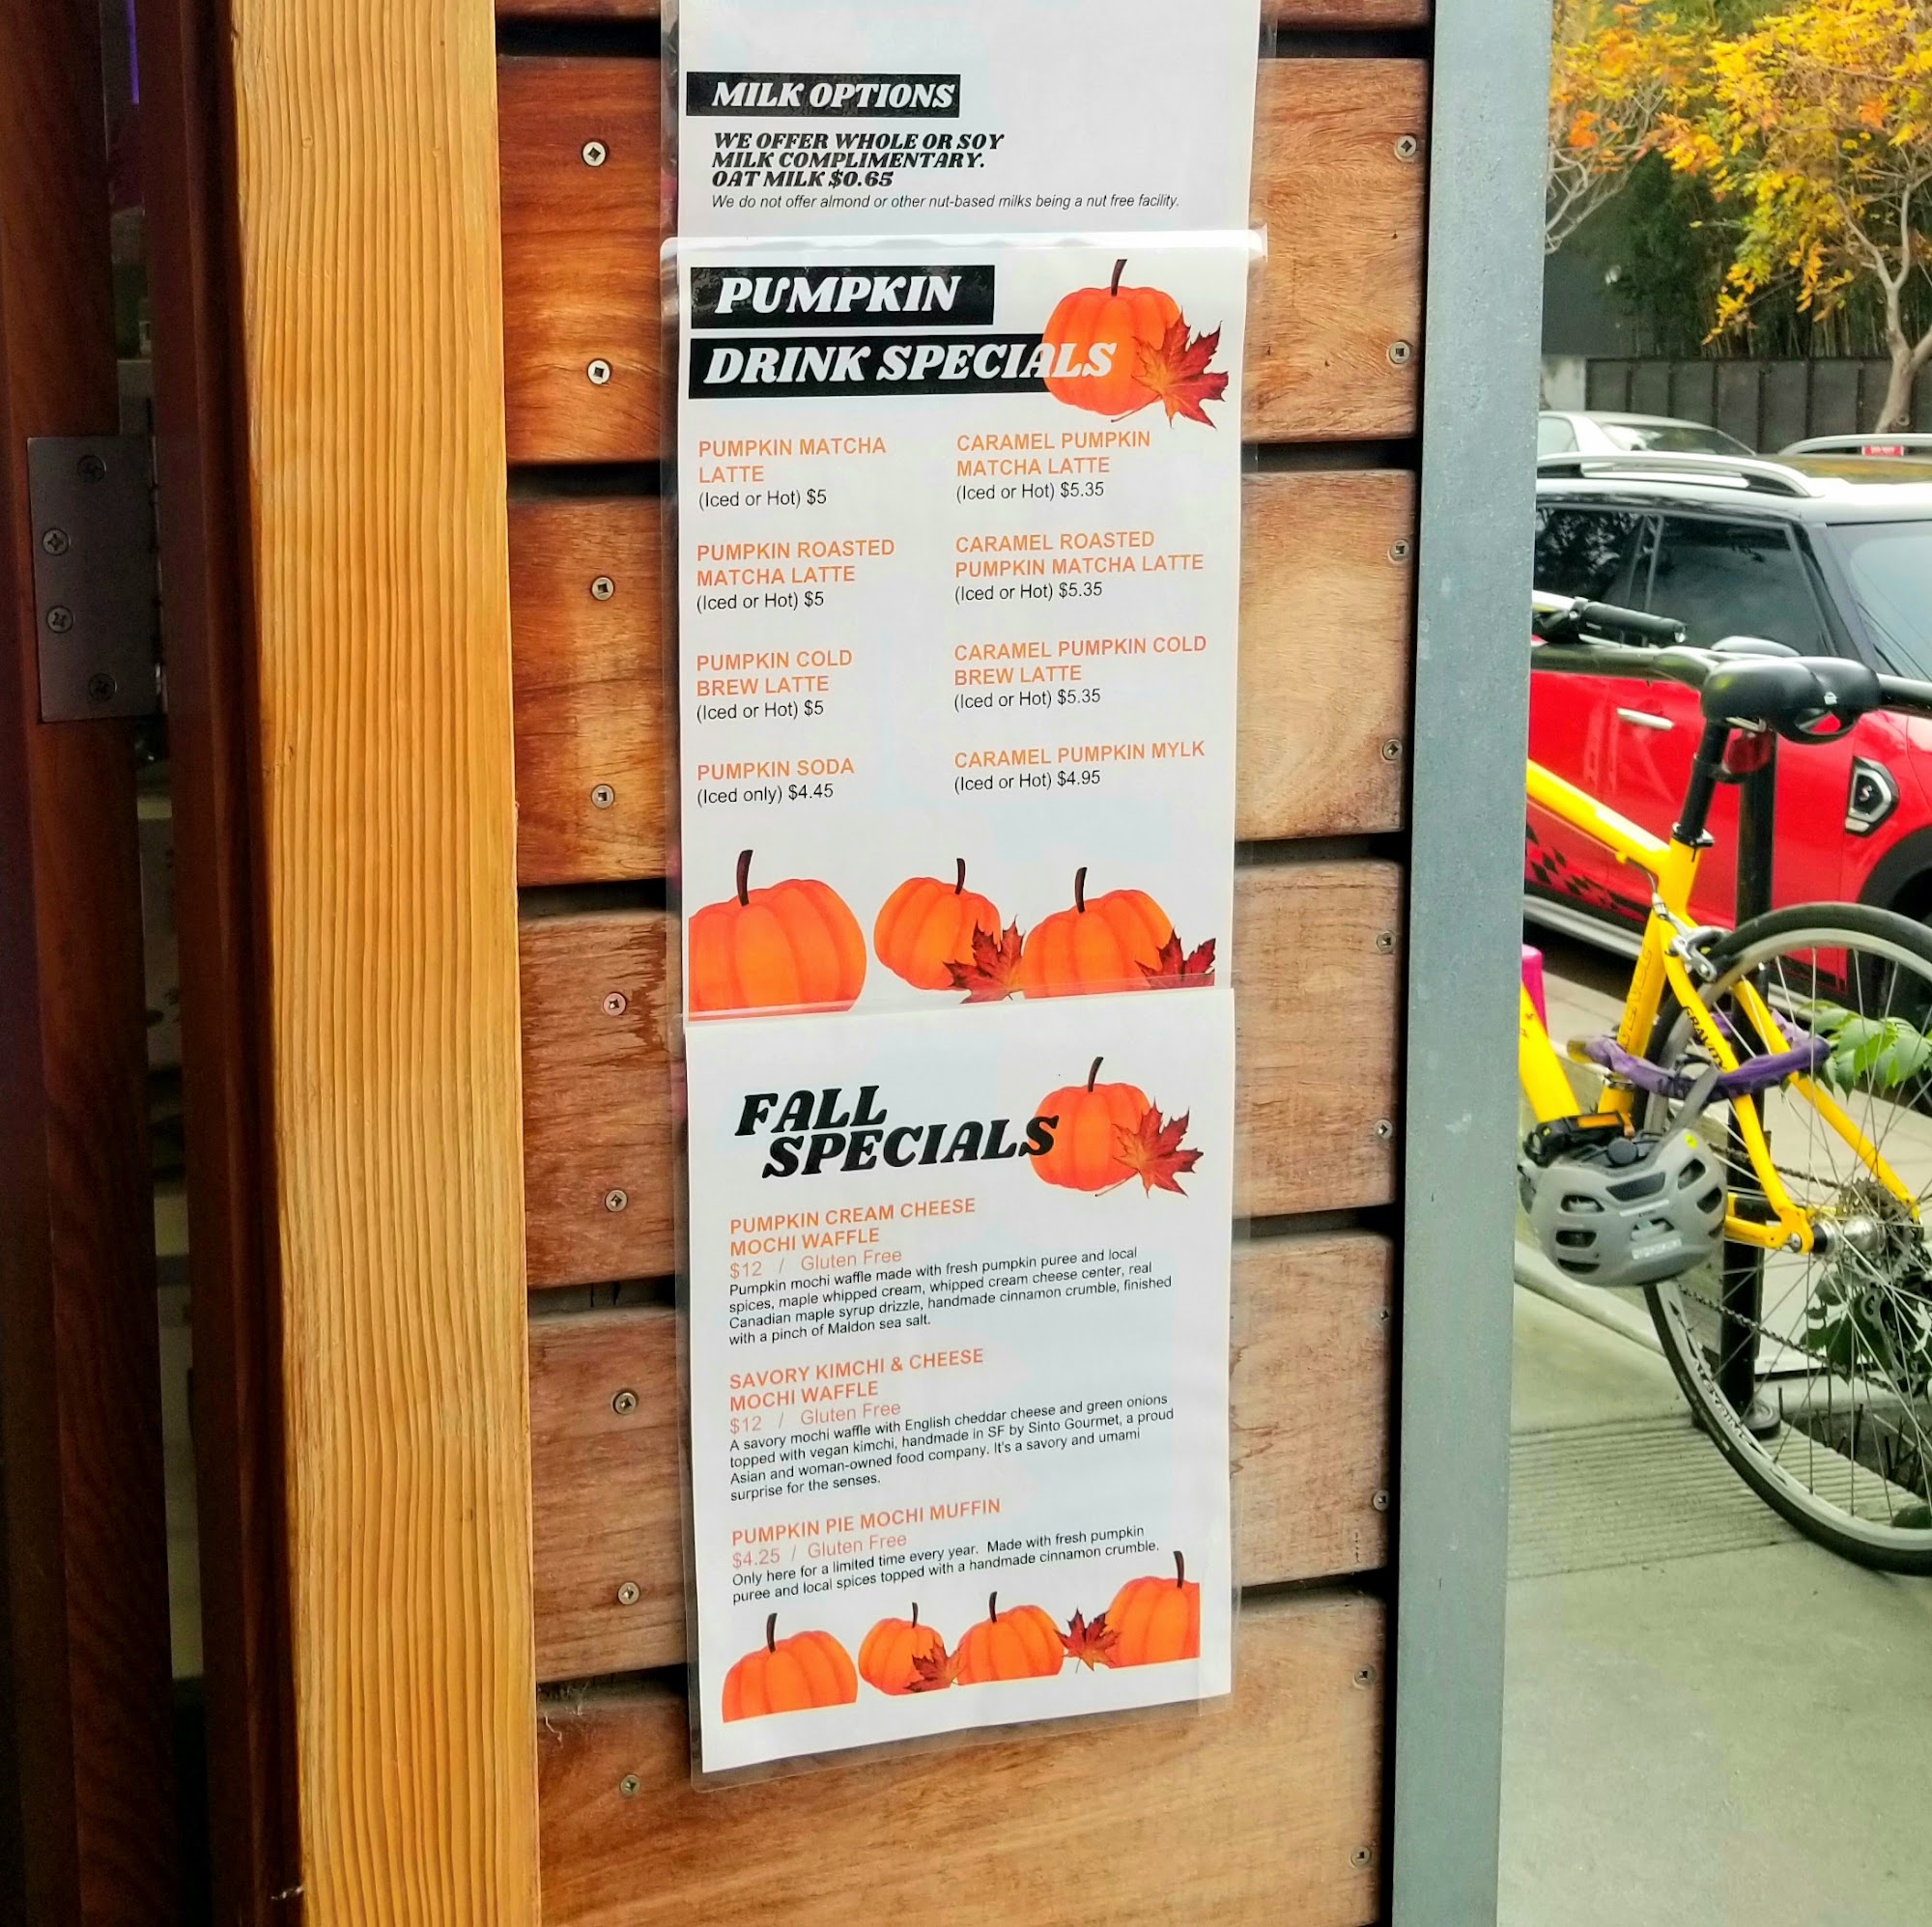 MILK OPTIONS
WE OFFER WHOLE OR SOY
MILK COMPLIMENTARY.
OAT MILK $0.65
We do not offer almond or other nut-based milks being a nut free facility.
PUMPKIN
DRINK SPECIALS
PUMPKIN MATCHA
LATTE
(Iced or Hot) $5
PUMPKIN ROASTED
MATCHA LATTE
(Iced or Hot) $5
PUMPKIN COLD
BREW LATTE
(Iced or Hot) $5
PUMPKIN SODA
(Iced only) $4.45
CARAMEL PUMPKIN
MATCHA LATTE
(Iced or Hot) $5.35
CARAMEL ROASTED
PUMPKIN MATCHA LATTE
(Iced or Hot) $5.35
CARAMEL PUMPKIN COLD
BREW LATTE
(Iced or Hot) $5.35
CARAMEL PUMPKIN MYLK
(Iced or Hot) $4.95
FALL
SPECIALS
PUMPKIN CREAM CHEESE
MOCHI WAFFLE
$12 / Gluten Free
Pumpkin mochi waffle made with fresh pumpkin puree and local
spices, maple whipped cream, whipped cream cheese center, real
Canadian maple syrup drizzle, handmade cinnamon crumble, finished
with a pinch of Maldon sea salt.
SAVORY KIMCHI & CHEESE
MOCHI WAFFLE
$12 / Gluten Free
A savory mochi waffle with English cheddar cheese and green onions
topped with vegan kimchi, handmade in SF by Sinto Gourmet, a proud
Asian and woman-owned food company. It's a savory and umami
surprise for the senses.
PUMPKIN PIE MOCHI MUFFIN
$4.25 / Gluten Free
Only here for a limited time every year. Made with fresh pumpkin
puree and local spices topped with a handmade cinnamon crumble.
S
GRAVITY